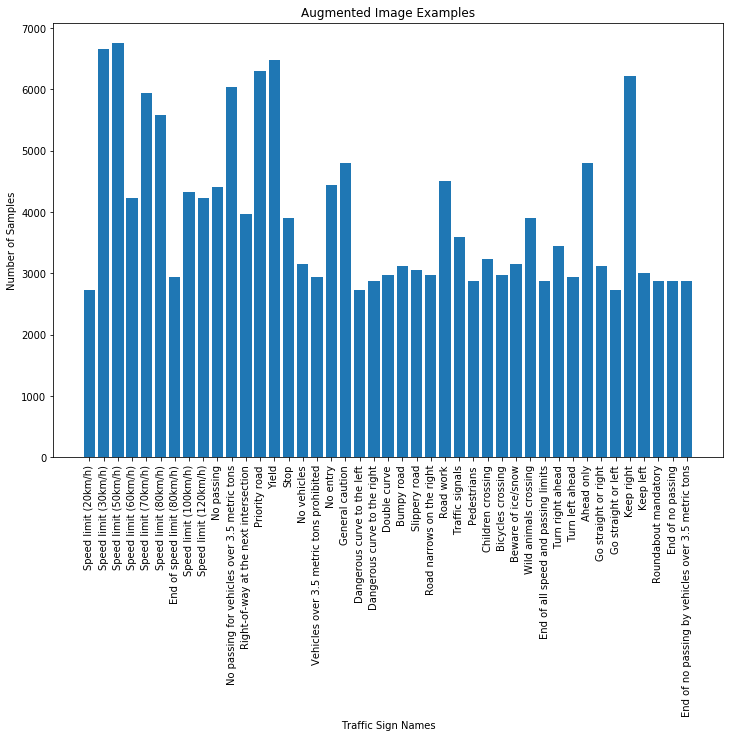 Augmented Image Examples
Number of Samples
7000
6000
5000
4000
3000
2000
1000
0
Speed limit (20km/h)
Speed limit (30km/h)
Speed limit (50km/h)
Speed limit (60km/h)
Speed limit (70km/h)
Speed limit (80km/h)
End of speed limit (80km/h)
Speed limit (100km/h)
Speed limit (120km/h)
No passing
No passing for vehicles over 3.5 metric tons
Right-of-way at the next intersection
Priority road
Yield
Stop
No vehicles
Vehicles over 3.5 metric tons prohibited
No entry
General caution
Dangerous curve to the left
Dangerous curve to the right
Double curve
Bumpy road
Slippery road
Road narrows on the right
Road work
Traffic signals
Pedestrians
Children crossing
Bicycles crossing
Beware of ice/snow
Wild animals crossing
End of all speed and passing limits
Turn right ahead
Turn left ahead
Ahead only
Go straight or right
Go straight or left
Keep right
Keep left
Roundabout mandatory
End of no passing
End of no passing by vehicles over 3.5 metric tons
Traffic Sign Names